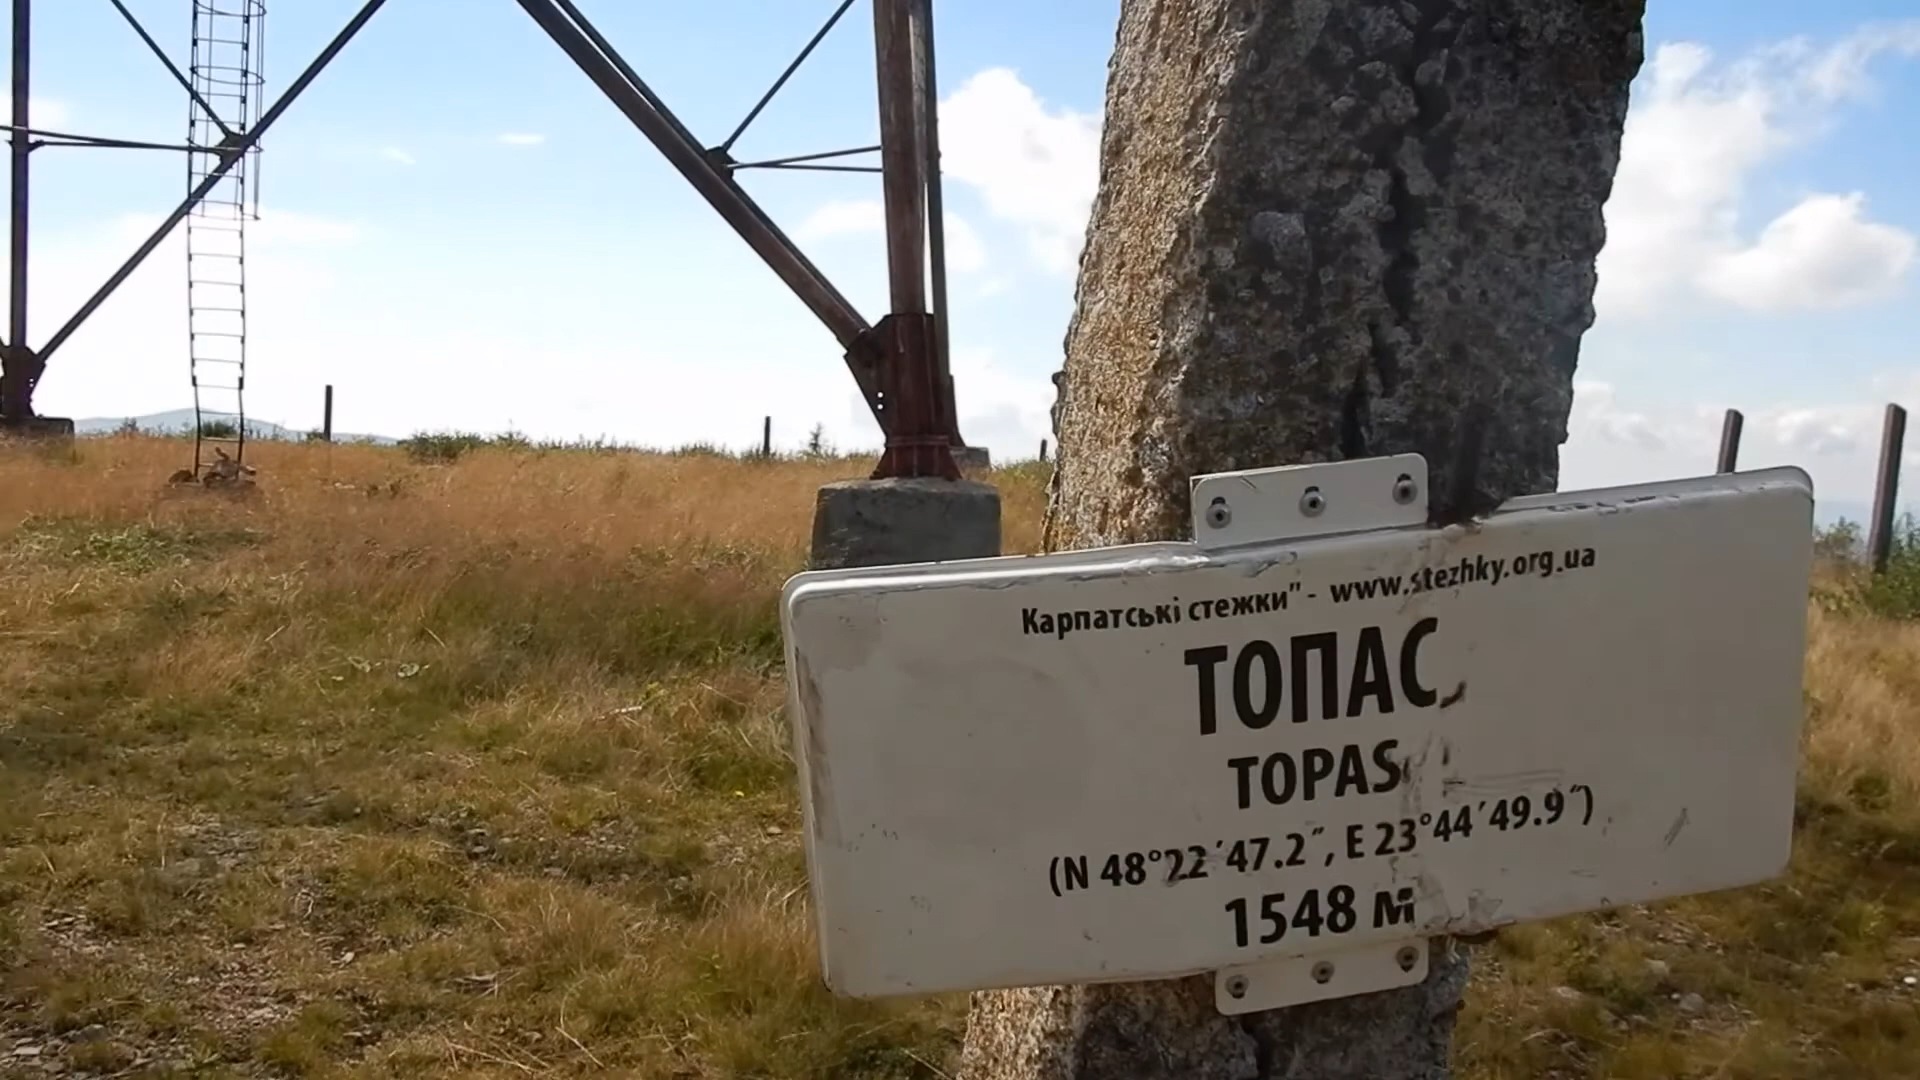 Карпатські стежки" - www.stezhky.org.ua
ТОПАС
TOPAS
(N 48°22´47.2˝, E 23°44´49.9˝)
1548 м